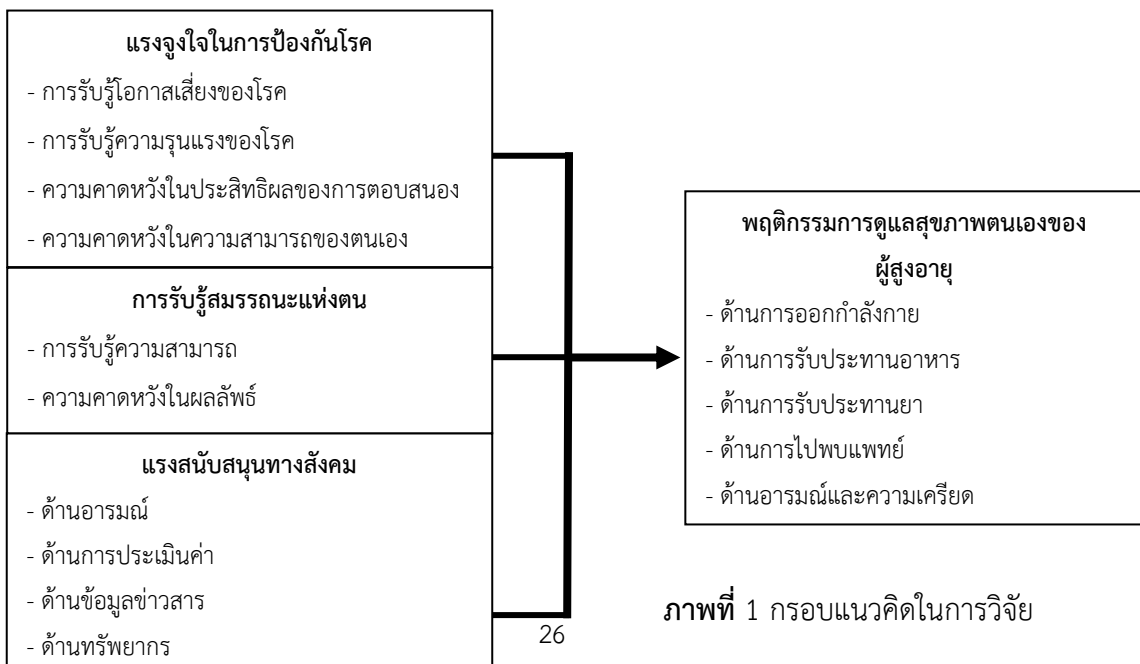 แรงจูงใจในการป้องกันโรค
- การรับรู้โอกาสเสี่ยงของโรค
- การรับรู้ความรุนแรงของโรค
- ความคาดหวังในประสิทธิผลของการตอบสนอง
- ความคาดหวังในความสามารถของตนเอง
การรับรู้สมรรถนะแห่งตน
- การรับรู้ความสามารถ
- ความคาดหวังในผลลัพธ์
แรงสนับสนุนทางสังคม
- ด้านอารมณ์
- ด้านการประเมินค่า
- ด้านข้อมูลข่าวสาร
- ด้านทรัพยากร
พฤติกรรมการดูแลสุขภาพตนเองของ
ผู้สูงอายุ
- ด้านการออกกำลังกาย
- ด้านการรับประทานอาหาร
- ด้านการรับประทานยา
- ด้านการไปพบแพทย์
- ด้านอารมณ์และความเครียด
ภาพที่ 1 กรอบแนวคิดในการวิจัย
26